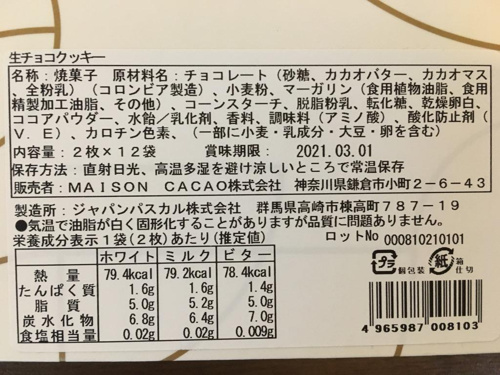 生チョコクッキー
名称：焼菓子　原材料名：チョコレート（砂糖、カカオバター、カカオマス
、全粉乳）（コロンビア製造）、小麦粉、マーガリン（食用植物油脂、食用
精製加工油脂、その他）、コーンスターチ、脱脂粉乳、転化糖、乾燥卵白、
ココアパウダー、水飴／乳化剤、香料、調味料（アミノ酸）、酸化防止剤（
Ｖ．Ｅ）、カロチン色素、（一部に小麦・乳成分・大豆・卵を含む）
内容量：２枚×１２袋　賞味期限：2021.03.01
保存方法：直射日光、高温多湿を避け涼しいところで常温保存
販売者：ＭＡＩＳＯＮ ＣＡＣＡＯ株式会社　神奈川県鎌倉市小町２－６－４３
製造所：ジャパンパスカル株式会社　群馬県高崎市棟高町７８７－１９
●気温で油脂が白く固形化することがありますが品質に問題ありません。
栄養成分表示１袋（２枚）あたり（推定値）　ロットNo 000810210101
ホワイト ミルク ビター
熱量 79.4kcal 79.2kcal 78.4kcal
たんぱく質 1.6g 1.6g 1.4g
脂質 5.0g 5.2g 5.0g
炭水化物 6.8g 6.4g 7.0g
食塩相当量 0.02g 0.02g 0.009g
プラ 個包装 紙 箱 仕切
4 965987 008103